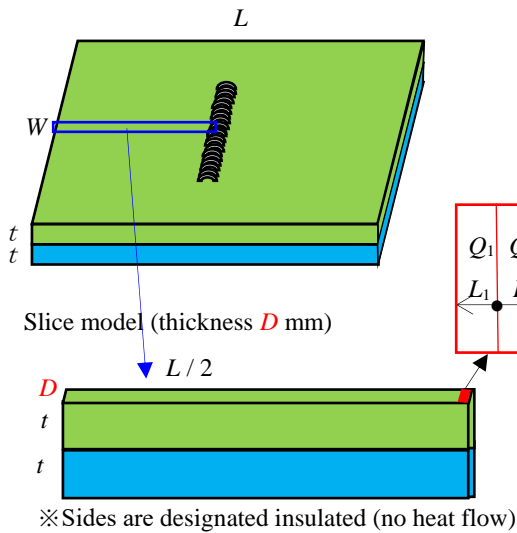 L
W
t
t
Q₁ Q
L₁
Slice model (thickness D mm)
L / 2
D
t
t
※Sides are designated insulated (no heat flow)